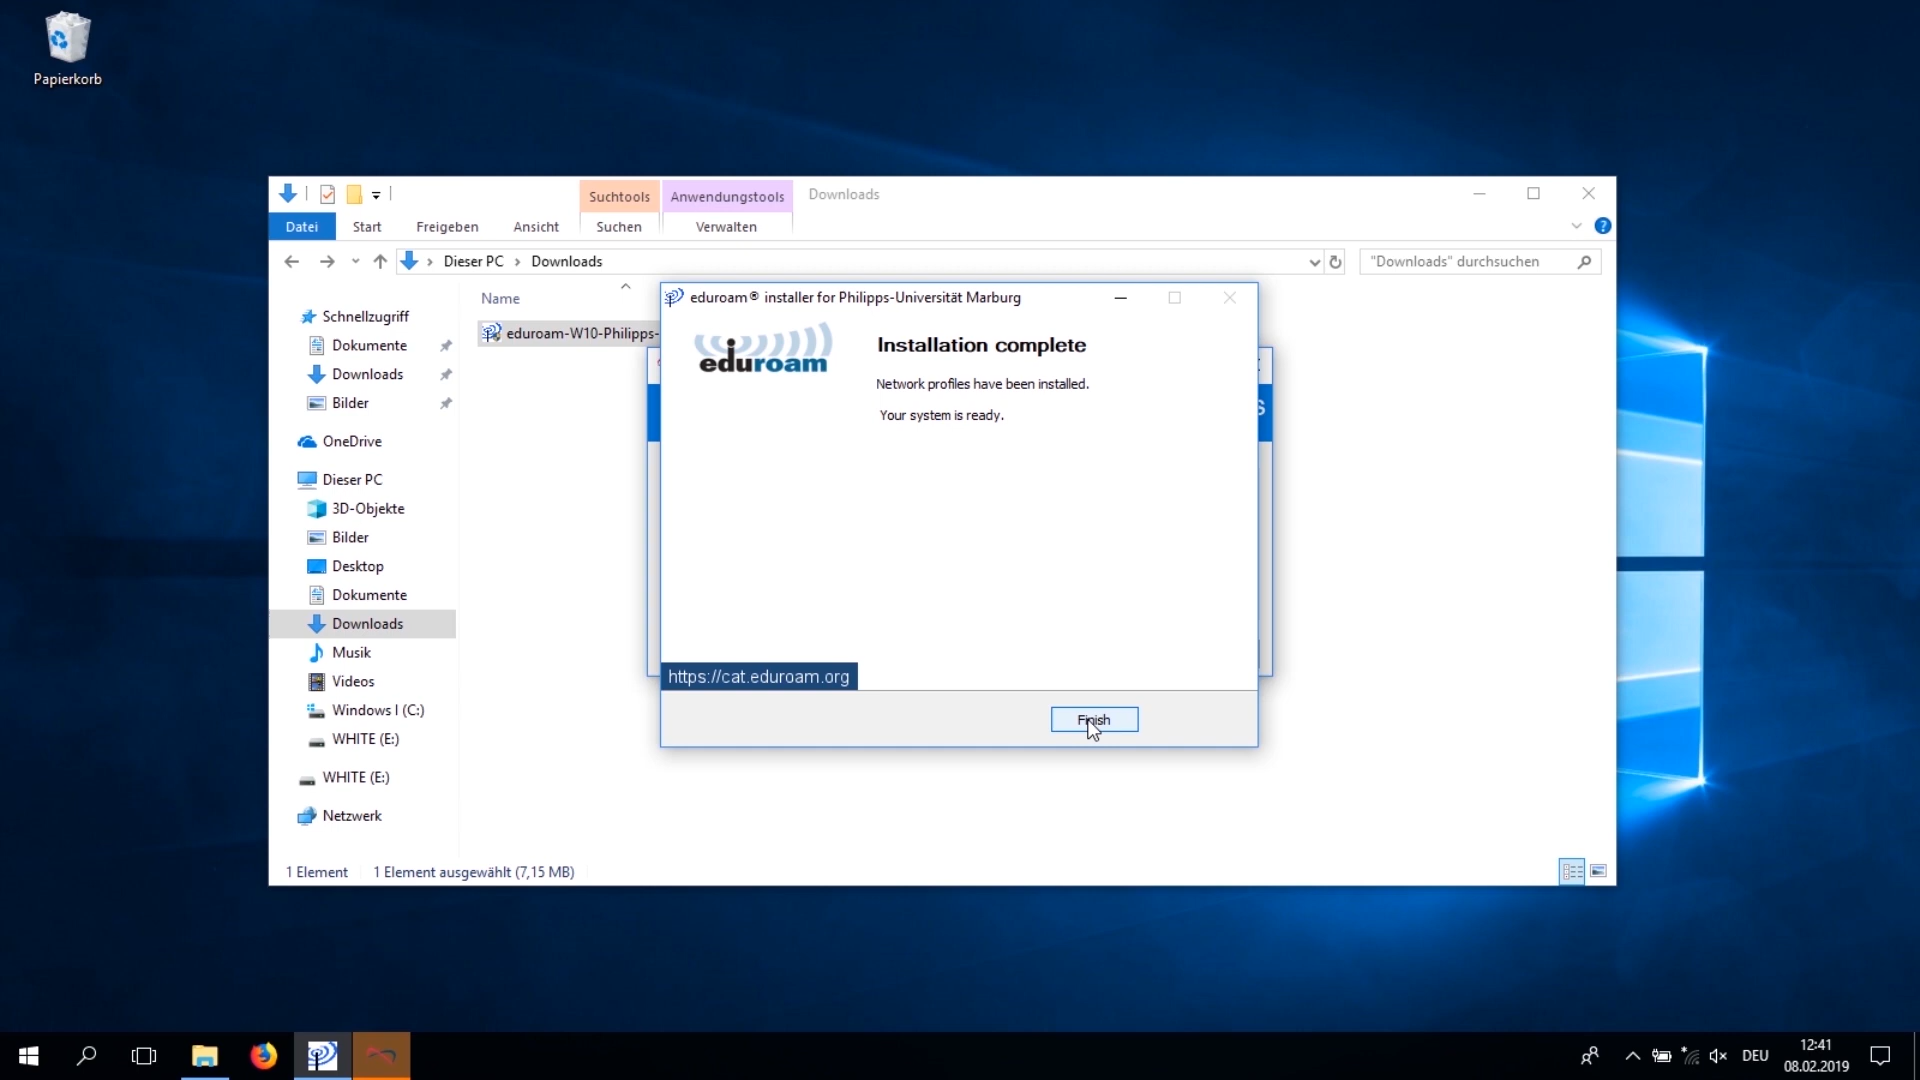 Papierkorb
Suchtools
Anwendungstools
Downloads
Datei
Start
Freigeben
Ansicht
Suchen
Verwalten
Dieser PC
Downloads
"Downloads" durchsuchen
Name
eduroam-W10-Philipps-
Schnellzugriff
Dokumente
Downloads
Bilder
OneDrive
Dieser PC
3D-Objekte
Bilder
Desktop
Dokumente
Downloads
Musik
Videos
Windows I (C:)
WHITE (E:)
WHITE (E:)
Netzwerk
1 Element
1 Element ausgewählt (7,15 MB)
eduroam® installer for Philipps-Universität Marburg
eduroam
Installation complete
Network profiles have been installed.
Your system is ready.
https://cat.eduroam.org
Finish
DEU
12:41
08.02.2019